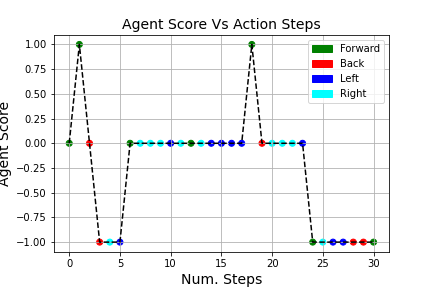 Agent Score Vs Action Steps
1.00
0.75
0.50
0.25
0.00
−0.25
−0.50
−0.75
−1.00
Agent Score
Forward
Back
Left
Right
0 5 10 15 20 25 30
Num. Steps